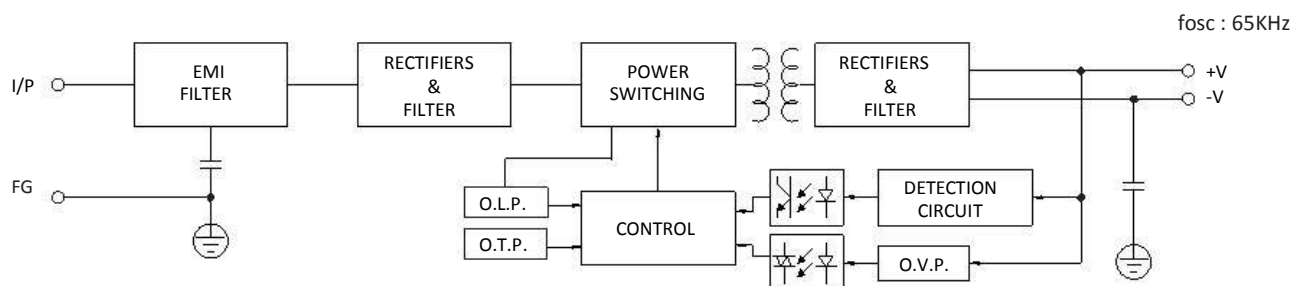 fosc : 65KHz
I/P
EMI
FILTER
RECTIFIERS
&
FILTER
POWER
SWITCHING
RECTIFIERS
&
FILTER
+V
-V
FG
O.L.P.
O.T.P.
CONTROL
DETECTION
CIRCUIT
O.V.P.